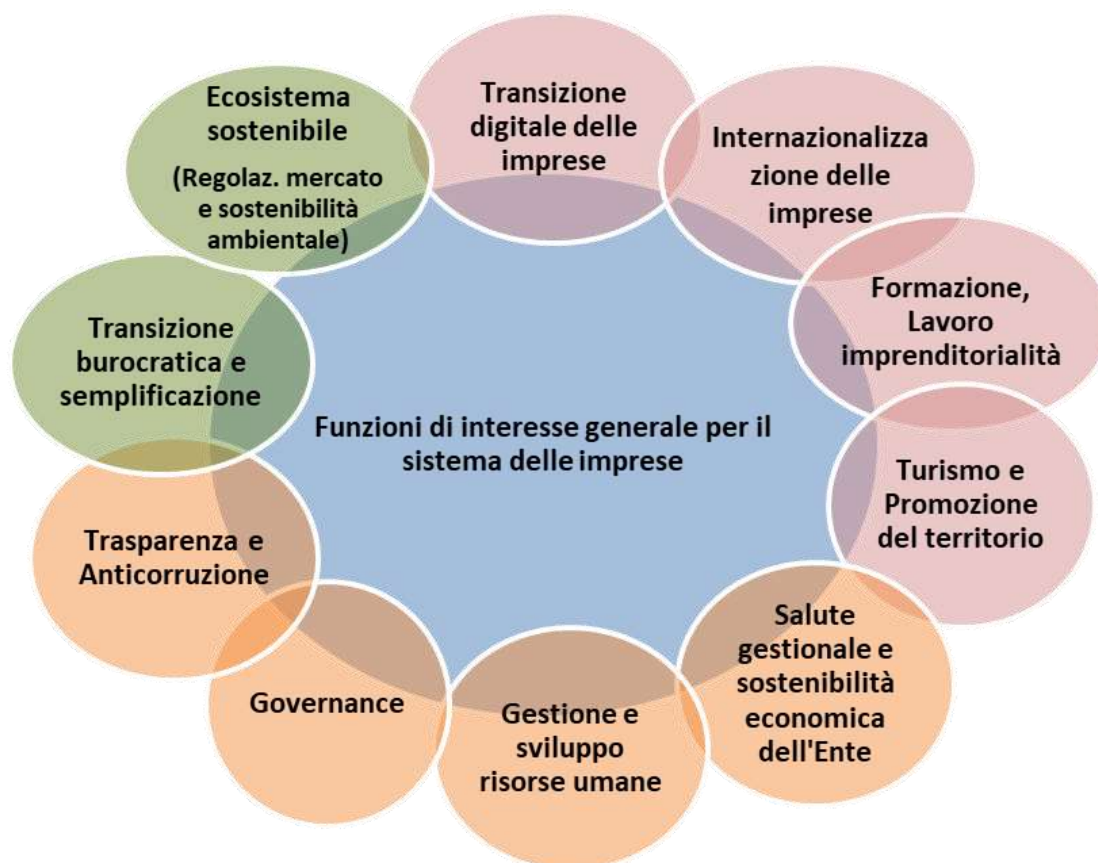 Ecosistema
sostenibile
(Regolaz. mercato
e sostenibilità
ambientale)
Transizione
digitale delle
imprese
Internazionalizza
zione delle
imprese
Formazione,
Lavoro
imprenditorialità
Turismo e
Promozione
del territorio
Salute
gestionale e
sostenibilità
economica
dell'Ente
Gestione e
sviluppo
risorse umane
Governance
Trasparenza e
Anticorruzione
Transizione
burocratica e
semplificazione
Funzioni di interesse generale per il
sistema delle imprese